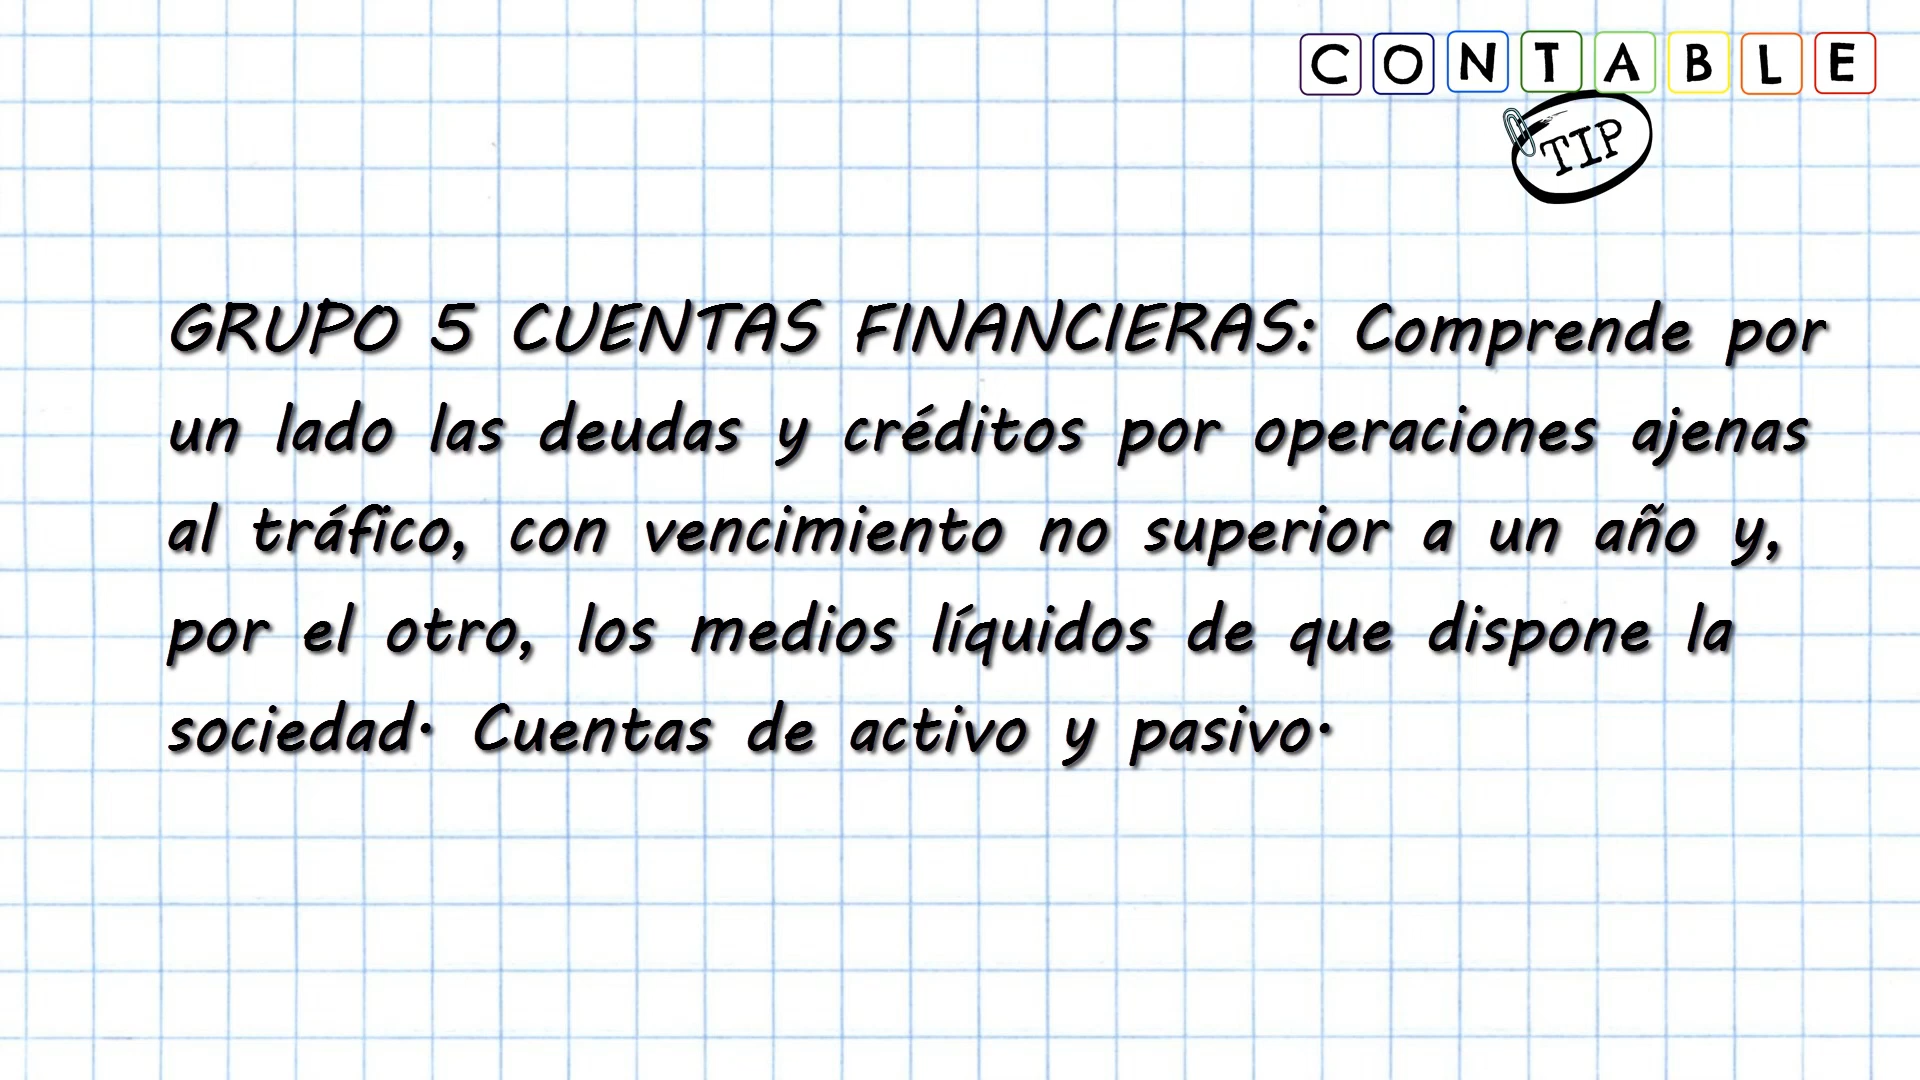 CONTABLE
TIP
GRUPO 5 CUENTAS FINANCIERAS: Comprende por
un lado las deudas y créditos por operaciones ajenas
al tráfico, con vencimiento no superior a un año y,
por el otro, los medios líquidos de que dispone la
sociedad. Cuentas de activo y pasivo.